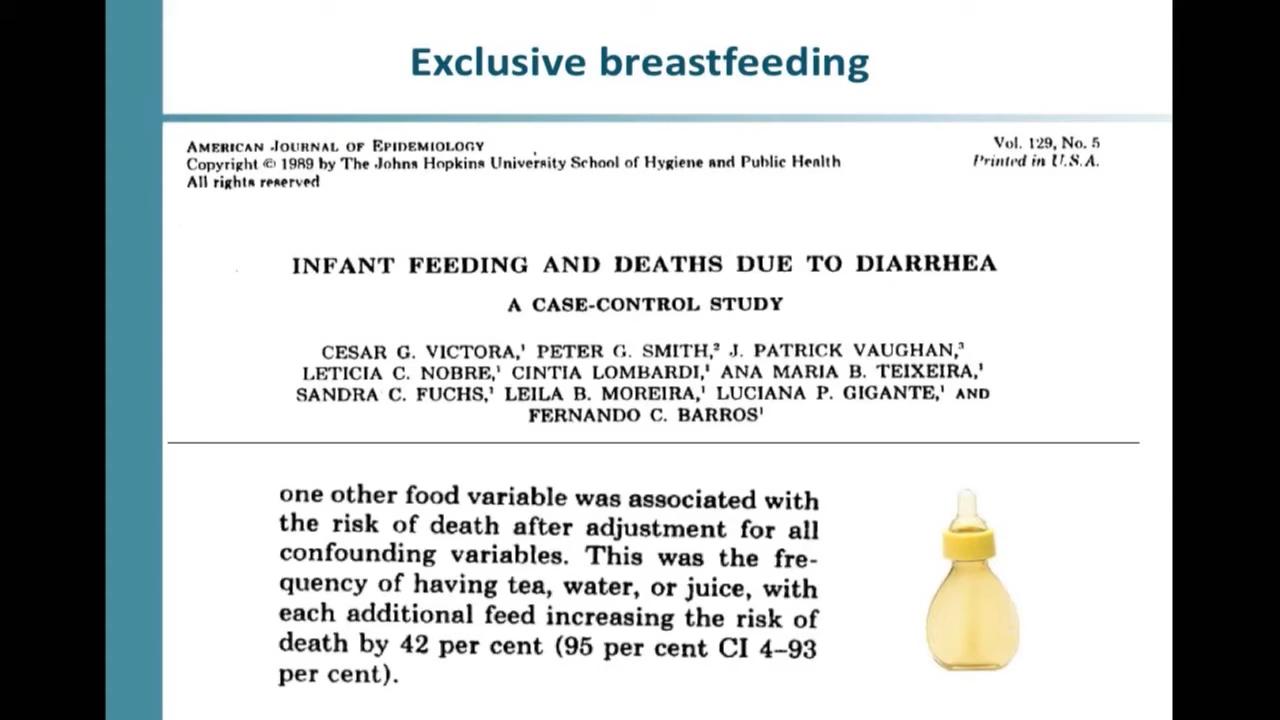 Exclusive breastfeeding
AMERICAN JOURNAL OF EPIDEMIOLOGY
Copyright © 1989 by The Johns Hopkins University School of Hygiene and Public Health
All rights reserved
Vol. 129, No. 5
Printed in U.S.A.
INFANT FEEDING AND DEATHS DUE TO DIARRHEA
A CASE-CONTROL STUDY
CESAR G. VICTORA,¹ PETER G. SMITH,² J. PATRICK VAUGHAN,³
LETICIA C. NOBRE,¹ CINTIA LOMBARDI,¹ ANA MARIA B. TEIXEIRA,¹
SANDRA C. FUCHS,¹ LEILA B. MOREIRA,¹ LUCIANA P. GIGANTE,¹ AND
FERNANDO C. BARROS¹
one other food variable was associated with
the risk of death after adjustment for all
confounding variables. This was the fre-
quency of having tea, water, or juice, with
each additional feed increasing the risk of
death by 42 per cent (95 per cent CI 4–93
per cent).